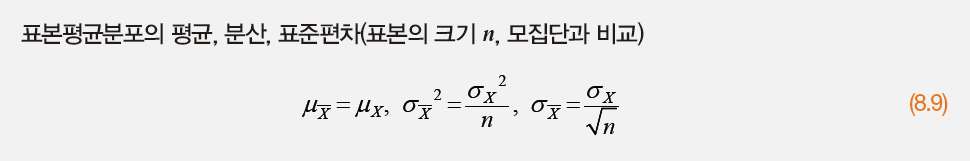 표본평균분포의 평균, 분산, 표준편차(표본의 크기 n, 모집단과 비교)
μ_X̅ = μ_X, σ_X̅² = σ_X²/n, σ_X̅ = σ_X/√n (8.9)